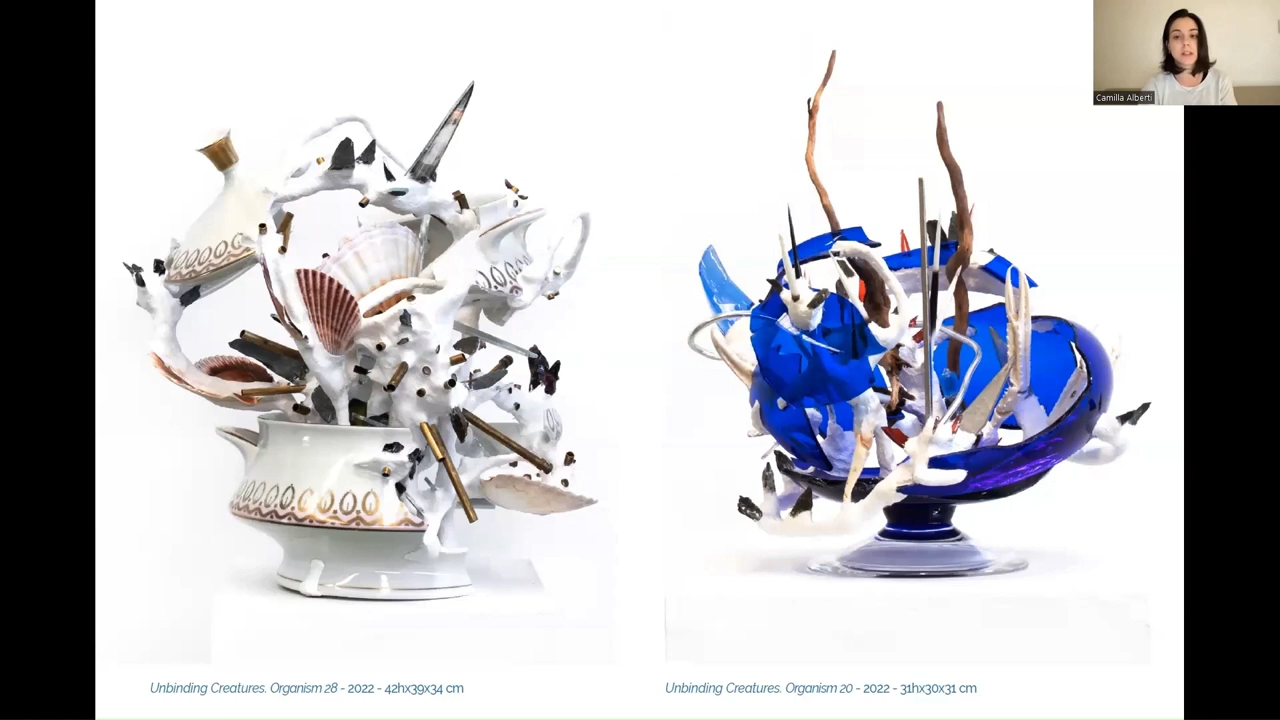 Camilla Alberti
Unbinding Creatures. Organism 28 - 2022 - 42hx39x34 cm
Unbinding Creatures. Organism 20 - 2022 - 31hx30x31 cm